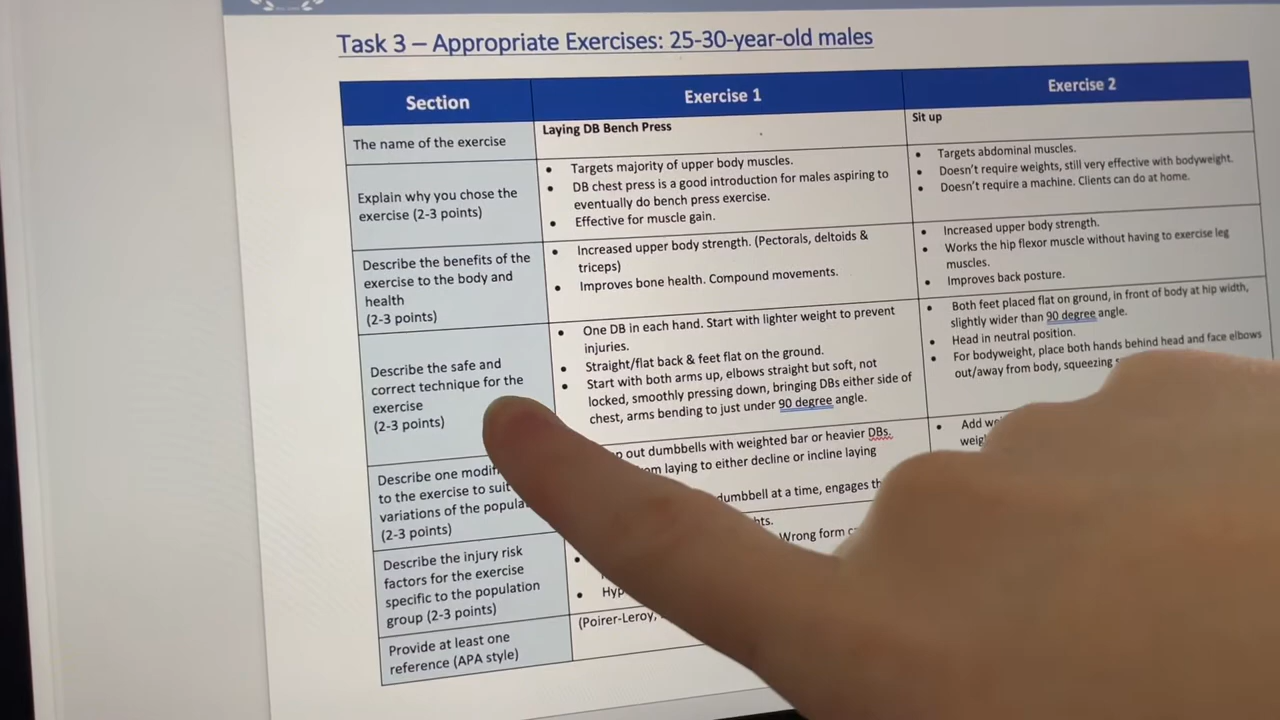 Task 3 – Appropriate Exercises: 25-30-year-old males
Section
Exercise 1
Exercise 2
The name of the exercise
Laying DB Bench Press
Sit up
Explain why you chose the
exercise (2-3 points)
• Targets majority of upper body muscles.
• DB chest press is a good introduction for males aspiring to
eventually do bench press exercise.
• Effective for muscle gain.
• Targets abdominal muscles.
• Doesn't require weights, still very effective with bodyweight.
• Doesn't require a machine. Clients can do at home.
Describe the benefits of the
exercise to the body and
health
(2-3 points)
• Increased upper body strength. (Pectorals, deltoids &
triceps)
• Improves bone health. Compound movements.
• Increased upper body strength.
• Works the hip flexor muscle without having to exercise leg
muscles.
• Improves back posture.
Describe the safe and
correct technique for the
exercise
(2-3 points)
• One DB in each hand. Start with lighter weight to prevent
injuries.
• Straight/flat back & feet flat on the ground.
• Start with both arms up, elbows straight but soft, not
locked, smoothly pressing down, bringing DBs either side of
chest, arms bending to just under 90 degree angle.
• Both feet placed flat on ground, in front of body at hip width,
slightly wider than 90 degree angle.
• Head in neutral position.
• For bodyweight, place both hands behind head and face elbows
out/away from body, squeezing
Describe one
to the exercise to suit
variations of the
(2-3 points)
out dumbbells with weighted bar or heavier DBs.
laying to either decline or incline laying
dumbbell at a time, engages
• Add
Describe the injury risk
factors for the exercise
specific to the population
group (2-3 points)
Wrong form
Provide at least one
reference (APA style)
(Poirer-Leroy,